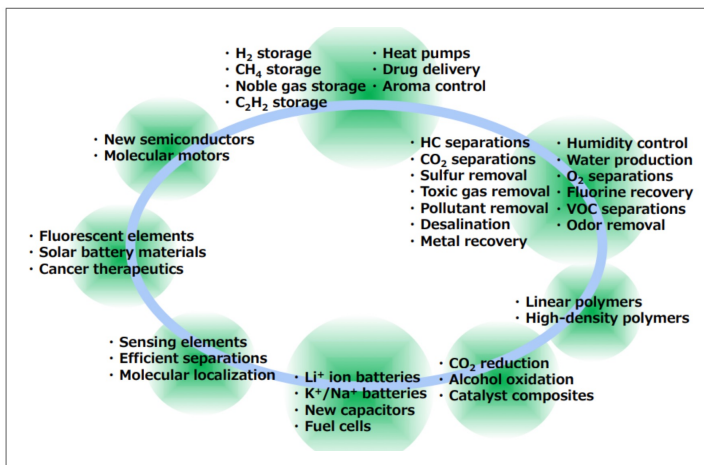 · H₂ storage
· CH₄ storage
· Noble gas storage
· C₂H₂ storage
· Heat pumps
· Drug delivery
· Aroma control
· New semiconductors
· Molecular motors
· HC separations
· CO₂ separations
· Sulfur removal
· Toxic gas removal
· Pollutant removal
· Desalination
· Metal recovery
· Humidity control
· Water production
· O₂ separations
· Fluorine recovery
· VOC separations
· Odor removal
· Fluorescent elements
· Solar battery materials
· Cancer therapeutics
· Linear polymers
· High-density polymers
· Sensing elements
· Efficient separations
· Molecular localization
· Li⁺ ion batteries
· K⁺/Na⁺ batteries
· New capacitors
· Fuel cells
· CO₂ reduction
· Alcohol oxidation
· Catalyst composites